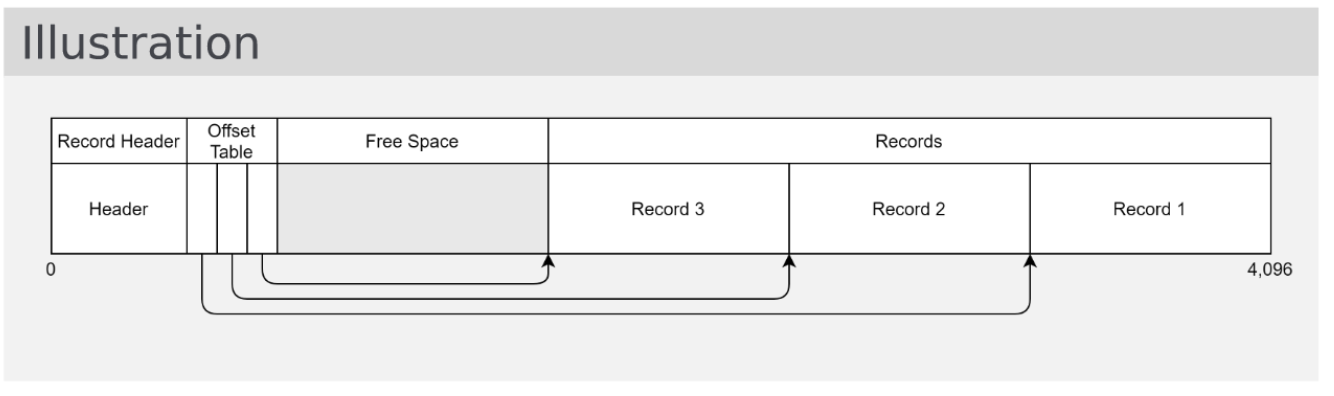 Illustration
Record Header
Offset
Table
Free Space
Records
Header
Record 3
Record 2
Record 1
0
4,096